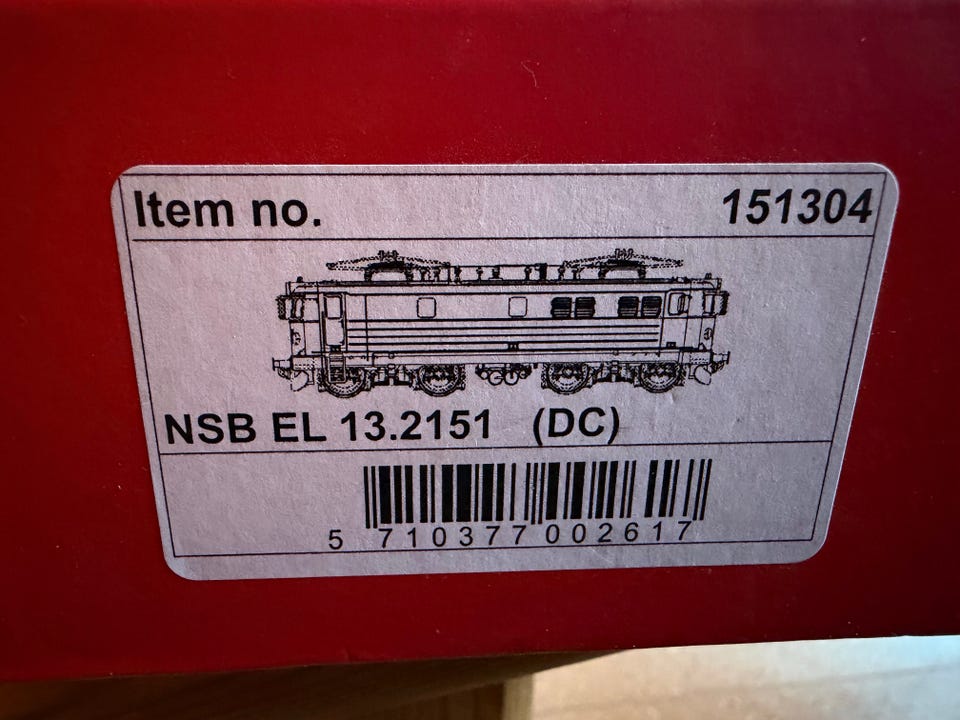 Item no. 151304
NSB EL 13.2151 (DC)
5 710377 002617